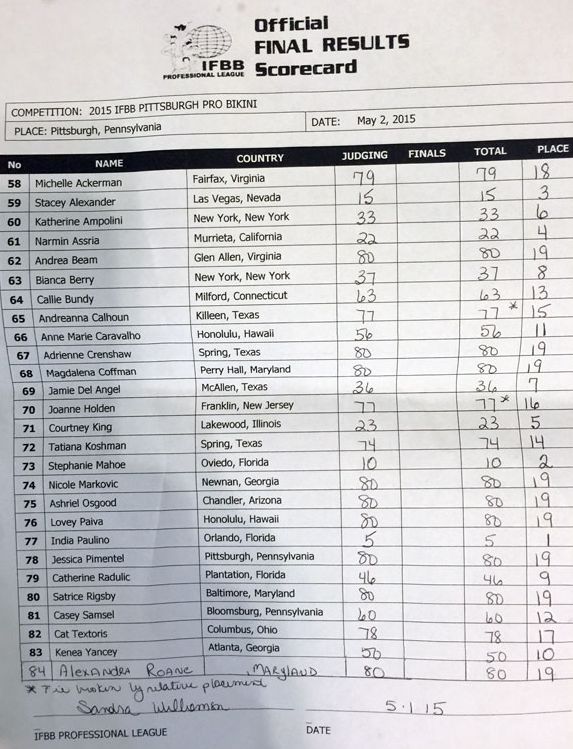 IFBB
PROFESSIONAL LEAGUE
Official
FINAL RESULTS
Scorecard
COMPETITION: 2015 IFBB PITTSBURGH PRO BIKINI
PLACE: Pittsburgh, Pennsylvania DATE: May 2, 2015
No NAME COUNTRY JUDGING FINALS TOTAL PLACE
58 Michelle Ackerman Fairfax, Virginia 79 79 18
59 Stacey Alexander Las Vegas, Nevada 15 15 3
60 Katherine Ampolini New York, New York 33 33 6
61 Narmin Assria Murrieta, California 22 22 4
62 Andrea Beam Glen Allen, Virginia 80 80 19
63 Bianca Berry New York, New York 37 37 8
64 Callie Bundy Milford, Connecticut 63 63 13
65 Andreanna Calhoun Killeen, Texas 77 77 * 15
66 Anne Marie Caravalho Honolulu, Hawaii 56 56 11
67 Adrienne Crenshaw Spring, Texas 80 80 19
68 Magdalena Coffman Perry Hall, Maryland 80 80 19
69 Jamie Del Angel McAllen, Texas 36 36 7
70 Joanne Holden Franklin, New Jersey 77 77 * 16
71 Courtney King Lakewood, Illinois 23 23 5
72 Tatiana Koshman Spring, Texas 74 74 14
73 Stephanie Mahoe Oviedo, Florida 10 10 2
74 Nicole Markovic Newnan, Georgia 80 80 19
75 Ashriel Osgood Chandler, Arizona 80 80 19
76 Lovey Paiva Honolulu, Hawaii 80 80 19
77 India Paulino Orlando, Florida 5 5 1
78 Jessica Pimentel Pittsburgh, Pennsylvania 80 80 19
79 Catherine Radulic Plantation, Florida 46 46 9
80 Satrice Rigsby Baltimore, Maryland 80 80 19
81 Casey Samsel Bloomsburg, Pennsylvania 60 60 12
82 Cat Textoris Columbus, Ohio 78 78 17
83 Kenea Yancey Atlanta, Georgia 50 50 10
84 ALEXANDRA ROANE MARYLAND 80 80 19
* Tie broken by relative placement
Sandra Williamson 5.1.15
IFBB PROFESSIONAL LEAGUE DATE